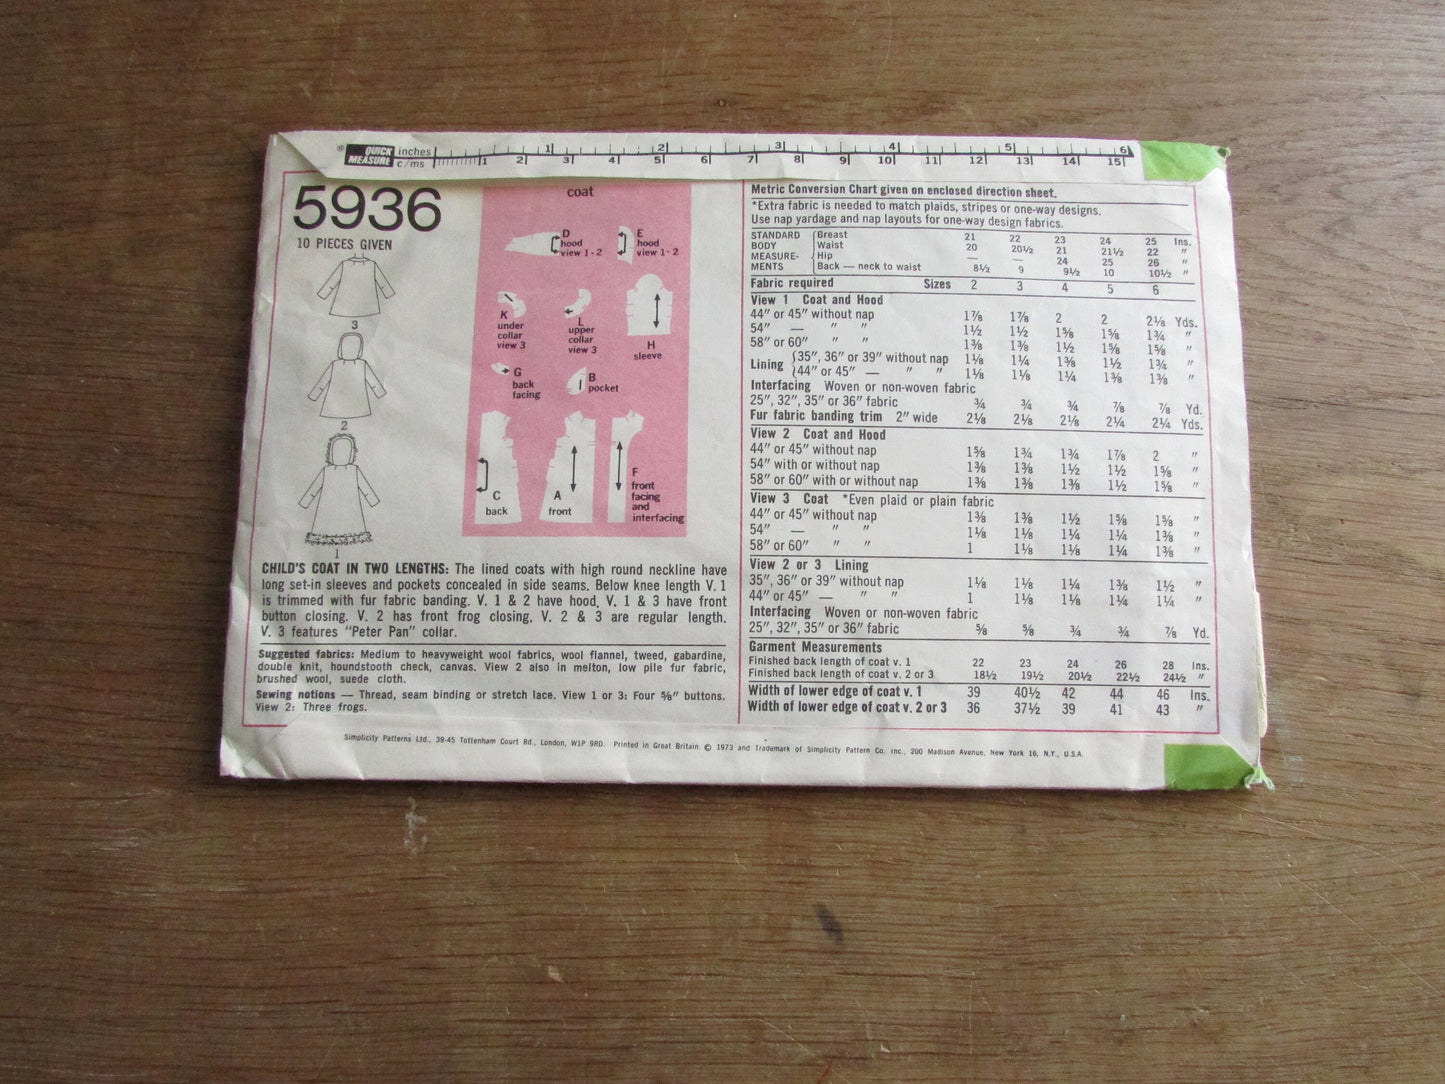 ® QUICK MEASURE inches 1 2 3 4 5 6
c/ms 1 2 3 4 5 6 7 8 9 10 11 12 13 14 15
5936
10 PIECES GIVEN
3
2
1
coat
D
hood
view 1 - 2
E
hood
view 1 - 2
K
under
collar
view 3
L
upper
collar
view 3
H
sleeve
G
back
facing
B
pocket
C
back
A
front
F
front
facing
and
interfacing
CHILD'S COAT IN TWO LENGTHS: The lined coats with high round neckline have
long set-in sleeves and pockets concealed in side seams. Below knee length V. 1
is trimmed with fur fabric banding. V. 1 & 2 have hood. V. 1 & 3 have front
button closing. V. 2 has front frog closing. V. 2 & 3 are regular length.
V. 3 features "Peter Pan" collar.
Suggested fabrics: Medium to heavyweight wool fabrics, wool flannel, tweed, gabardine,
double knit, houndstooth check, canvas. View 2 also in melton, low pile fur fabric,
brushed wool, suede cloth.
Sewing notions — Thread, seam binding or stretch lace. View 1 or 3: Four ⅝" buttons.
View 2: Three frogs.
Metric Conversion Chart given on enclosed direction sheet.
*Extra fabric is needed to match plaids, stripes or one-way designs.
Use nap yardage and nap layouts for one-way design fabrics.
STANDARD Breast 21 22 23 24 25 Ins.
BODY Waist 20 20½ 21 21½ 22 "
MEASURE- Hip — — 24 25 26 "
MENTS Back — neck to waist 8½ 9 9½ 10 10½ "
Fabric required Sizes 2 3 4 5 6
View 1 Coat and Hood
44" or 45" without nap 1⅞ 1⅞ 2 2 2⅛ Yds.
54" — " " 1½ 1½ 1⅝ 1⅝ 1¾ "
58" or 60" " " 1⅜ 1⅜ 1½ 1⅝ 1⅝ "
Lining {35", 36" or 39" without nap 1⅛ 1¼ 1⅜ 1½ 1¾ "
{44" or 45" — " " 1⅛ 1⅛ 1¼ 1⅜ 1⅜ "
Interfacing Woven or non-woven fabric
25", 32", 35" or 36" fabric ¾ ¾ ¾ ⅞ ⅞ Yd.
Fur fabric banding trim 2" wide 2⅛ 2⅛ 2⅛ 2¼ 2¼ Yds.
View 2 Coat and Hood
44" or 45" without nap 1⅝ 1¾ 1¾ 1⅞ 2 "
54" with or without nap 1⅜ 1⅜ 1½ 1½ 1⅝ "
58" or 60" with or without nap 1⅜ 1⅜ 1⅜ 1½ 1⅝ "
View 3 Coat *Even plaid or plain fabric
44" or 45" without nap 1⅜ 1⅜ 1½ 1⅝ 1⅝ "
54" — " " 1⅛ 1⅛ 1¼ 1¼ 1⅜ "
58" or 60" " " 1 1⅛ 1⅛ 1¼ 1⅜ "
View 2 or 3 Lining
35", 36" or 39" without nap 1⅛ 1⅛ 1¼ 1⅜ 1½ "
44" or 45" — " " 1 1⅛ 1⅛ 1¼ 1¼ "
Interfacing Woven or non-woven fabric
25", 32", 35" or 36" fabric ⅝ ⅝ ¾ ¾ ⅞ Yd.
Garment Measurements
Finished back length of coat v. 1 22 23 24 26 28 Ins.
Finished back length of coat v. 2 or 3 18½ 19½ 20½ 22½ 24½ "
Width of lower edge of coat v. 1 39 40½ 42 44 46 Ins.
Width of lower edge of coat v. 2 or 3 36 37½ 39 41 43 "
Simplicity Patterns Ltd., 39-45 Tottenham Court Rd., London, W1P 9RD. Printed in Great Britain. © 1973 and Trademark of Simplicity Pattern Co. Inc., 200 Madison Avenue, New York 16, N.Y., U.S.A.